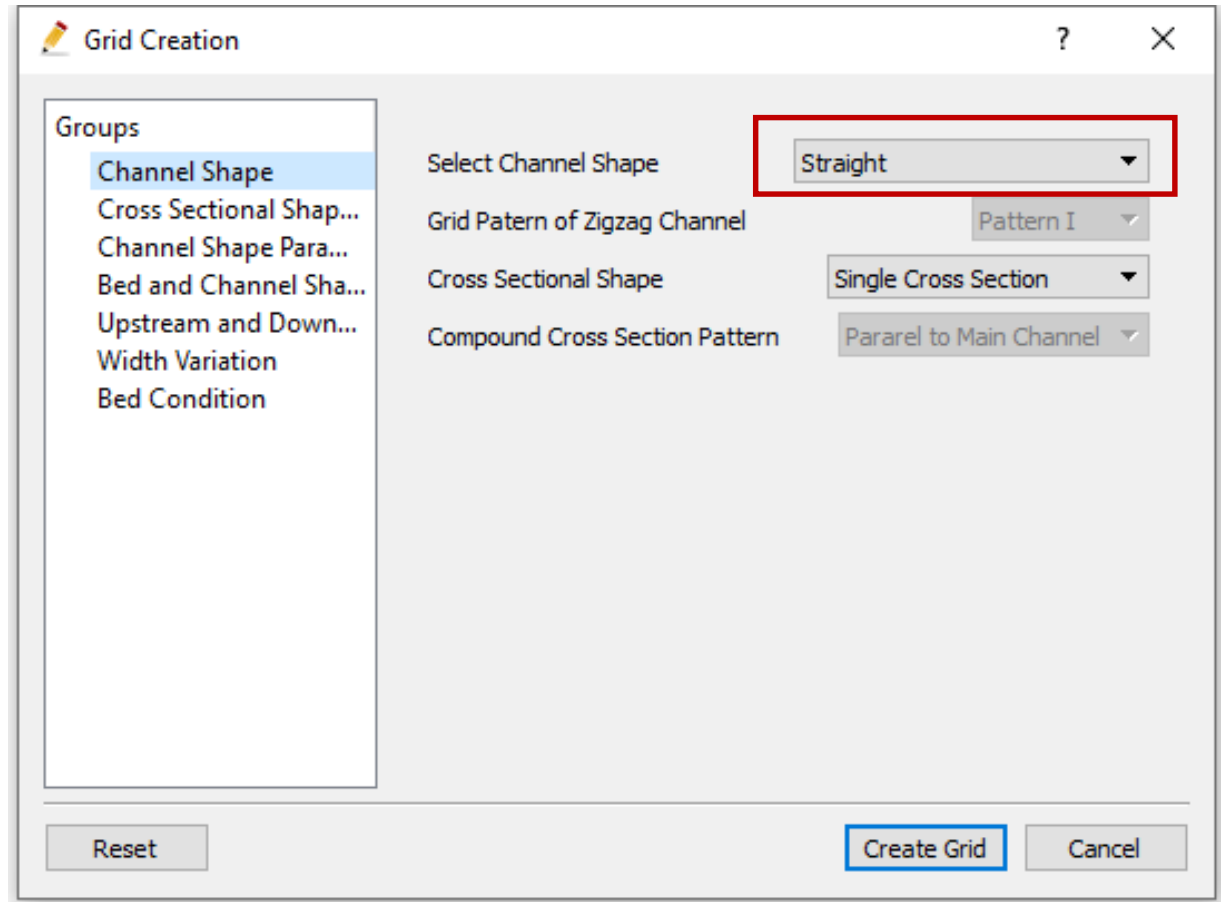 Grid Creation
?
Groups
Channel Shape
Cross Sectional Shap...
Channel Shape Para...
Bed and Channel Sha...
Upstream and Down...
Width Variation
Bed Condition
Select Channel Shape Straight
Grid Patern of Zigzag Channel Pattern I
Cross Sectional Shape Single Cross Section
Compound Cross Section Pattern Pararel to Main Channel
Reset Create Grid Cancel